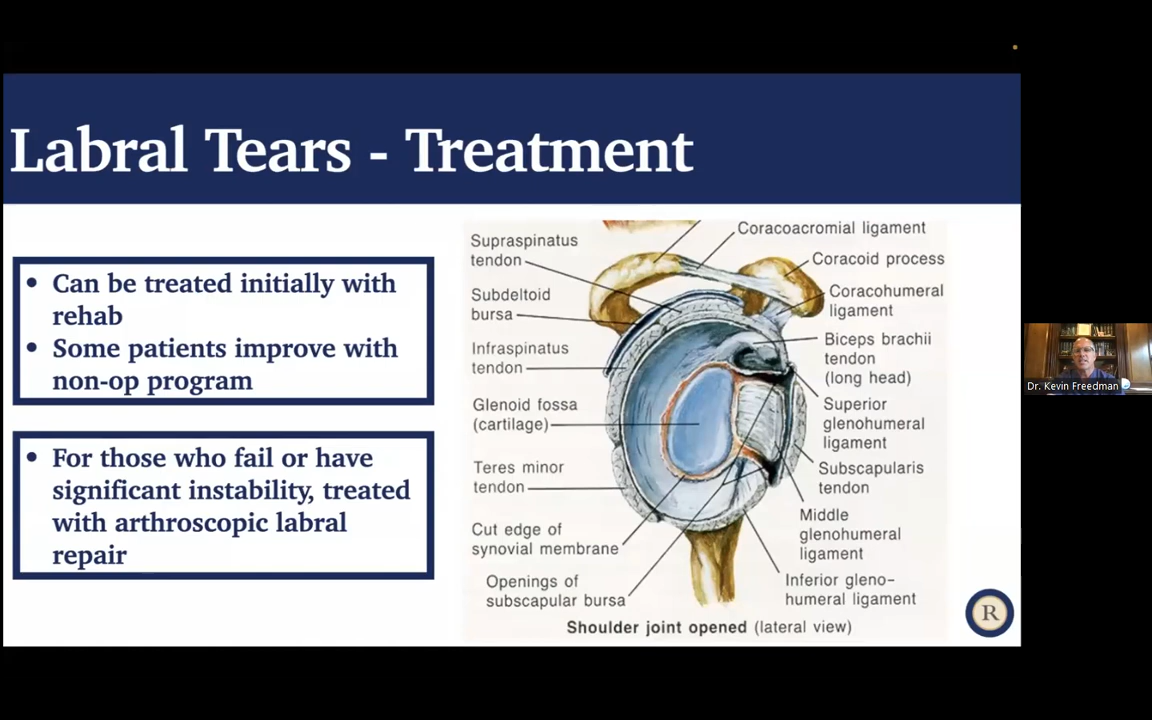 Labral Tears - Treatment
• Can be treated initially with
rehab
• Some patients improve with
non-op program
• For those who fail or have
significant instability, treated
with arthroscopic labral
repair
Supraspinatus
tendon
Subdeltoid
bursa
Infraspinatus
tendon
Glenoid fossa
(cartilage)
Teres minor
tendon
Cut edge of
synovial membrane
Openings of
subscapular bursa
Coracoacromial ligament
Coracoid process
Coracohumeral
ligament
Biceps brachii
tendon
(long head)
Superior
glenohumeral
ligament
Subscapularis
tendon
Middle
glenohumeral
ligament
Inferior gleno-
humeral ligament
Shoulder joint opened (lateral view)
R
Dr. Kevin Freedman